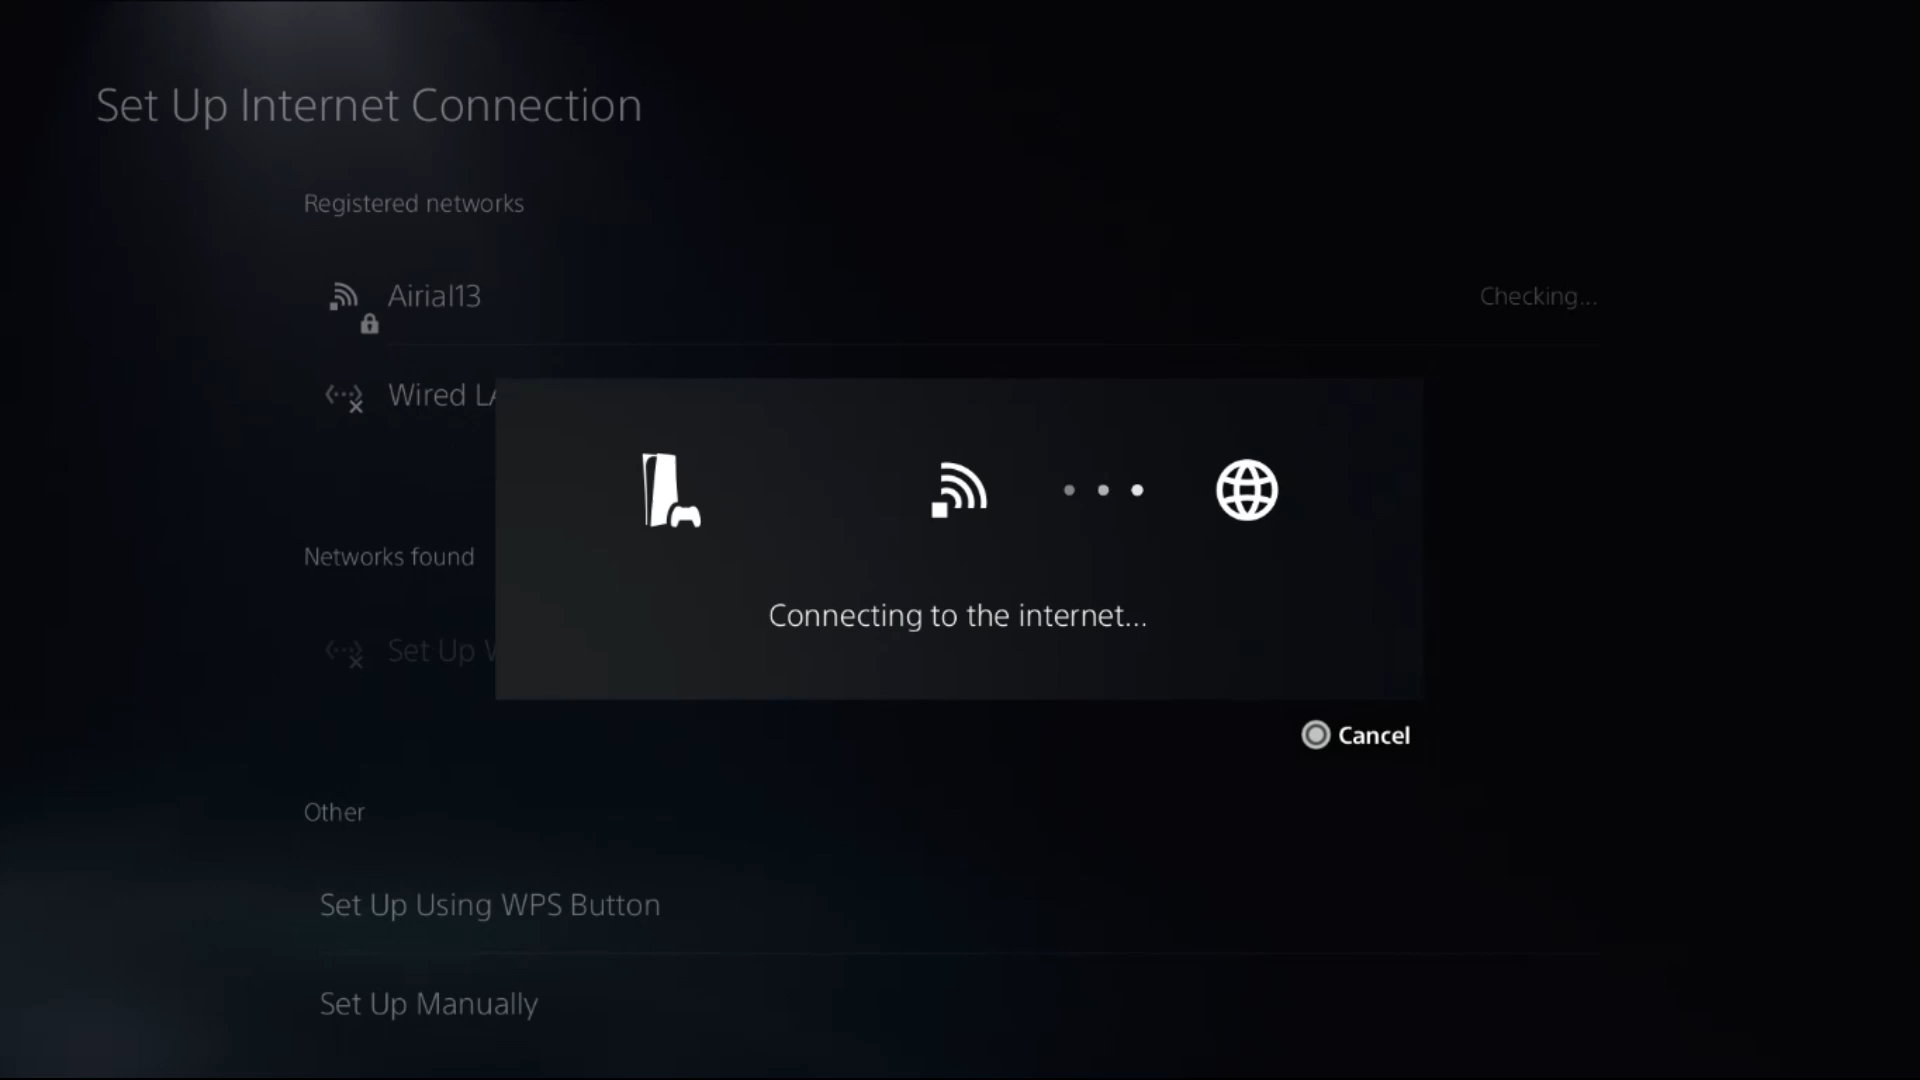 Set Up Internet Connection
Registered networks
Airial13
Checking...
Wired LA
Connecting to the internet...
Networks found
Set Up
Cancel
Other
Set Up Using WPS Button
Set Up Manually